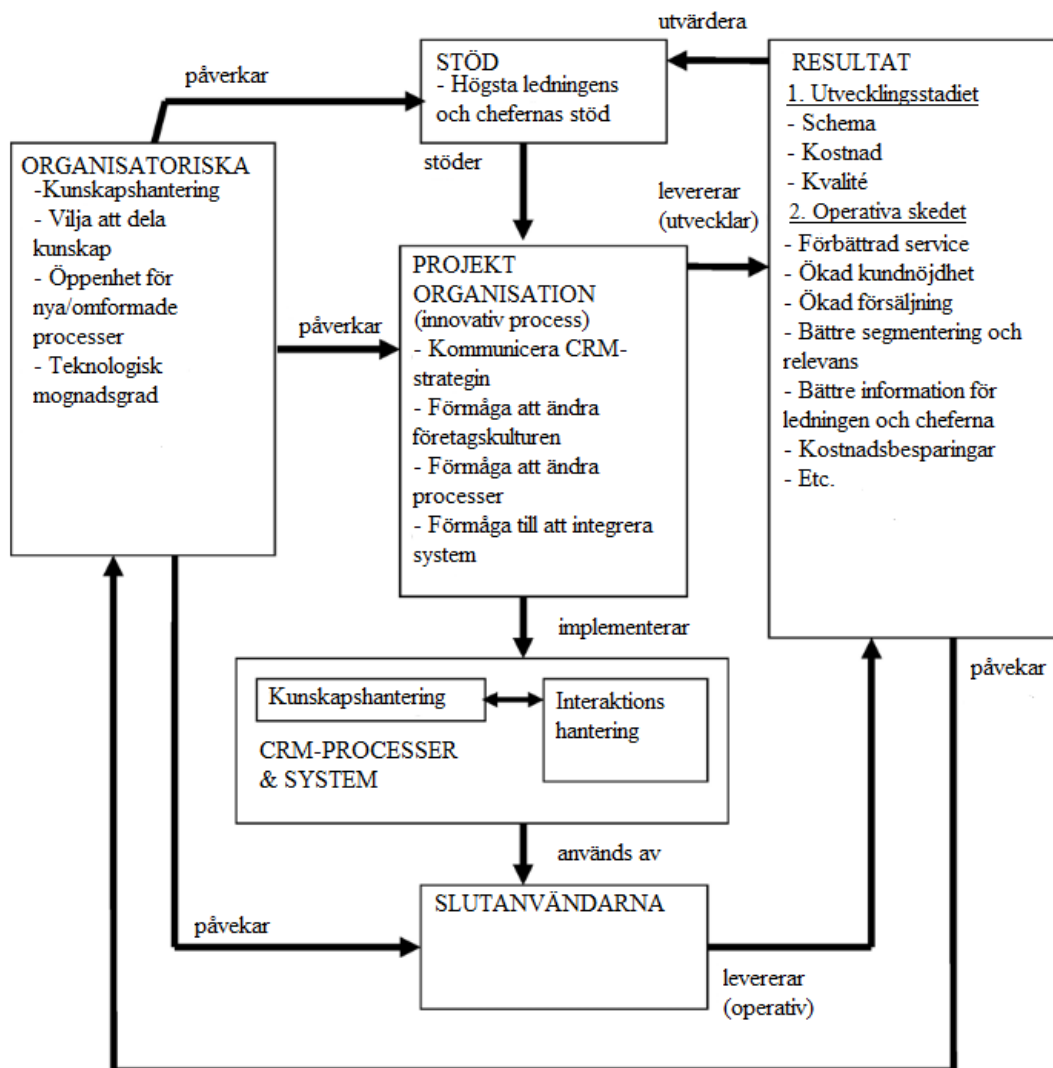 utvärdera
påverkar
STÖD
- Högsta ledningens
och chefernas stöd
stöder
RESULTAT
1. Utvecklingsstadiet
- Schema
- Kostnad
- Kvalité
2. Operativa skedet
- Förbättrad service
- Ökad kundnöjdhet
- Ökad försäljning
- Bättre segmentering och
relevans
- Bättre information för
ledningen och cheferna
- Kostnadsbesparingar
- Etc.
ORGANISATORISKA
-Kunskapshantering
- Vilja att dela
kunskap
- Öppenhet för
nya/omformade
processer
- Teknologisk
mognadsgrad
levererar
(utvecklar)
påverkar
PROJEKT
ORGANISATION
(innovativ process)
- Kommunicera CRM-
strategin
- Förmåga att ändra
företagskulturen
- Förmåga att ändra
processer
- Förmåga till att integrera
system
implementerar
påvekar
Kunskapshantering
Interaktions
hantering
CRM-PROCESSER
& SYSTEM
används av
påvekar
SLUTANVÄNDARNA
levererar
(operativ)